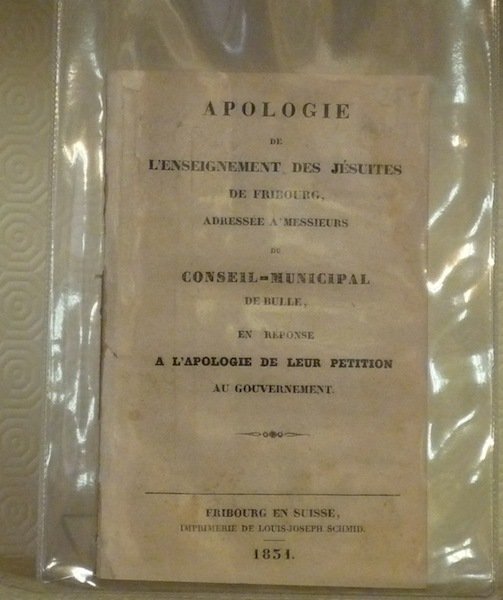 APOLOGIE
DE
L'ENSEIGNEMENT DES JÉSUITES
DE FRIBOURG,
ADRESSÉE A' MESSIEURS
DU
CONSEIL-MUNICIPAL
DE BULLE,
EN REPONSE
A L'APOLOGIE DE LEUR PETITION
AU GOUVERNEMENT.
FRIBOURG EN SUISSE,
IMPRIMERIE DE LOUIS-JOSEPH SCHMID.
1831.